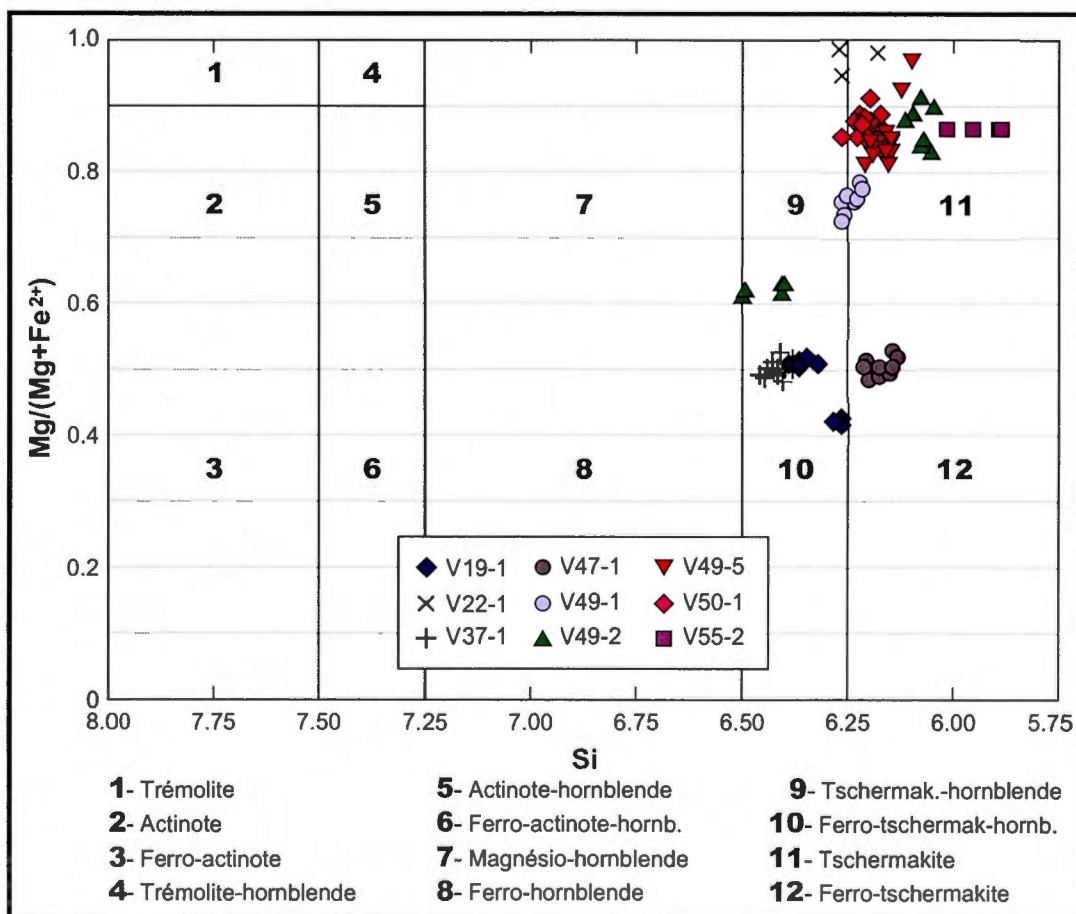 1.0
0.8
0.6
0.4
0.2
0
Mg/(Mg+Fe²⁺)
1
4
2
5
7
9
11
3
6
8
10
12
V19-1
V47-1
V49-5
V22-1
V49-1
V50-1
V37-1
V49-2
V55-2
8.00
7.75
7.50
7.25
7.00
6.75
6.50
6.25
6.00
5.75
Si
1- Trémolite
2- Actinote
3- Ferro-actinote
4- Trémolite-hornblende
5- Actinote-hornblende
6- Ferro-actinote-hornb.
7- Magnésio-hornblende
8- Ferro-hornblende
9- Tschermak.-hornblende
10- Ferro-tschermak-hornb.
11- Tschermakite
12- Ferro-tschermakite